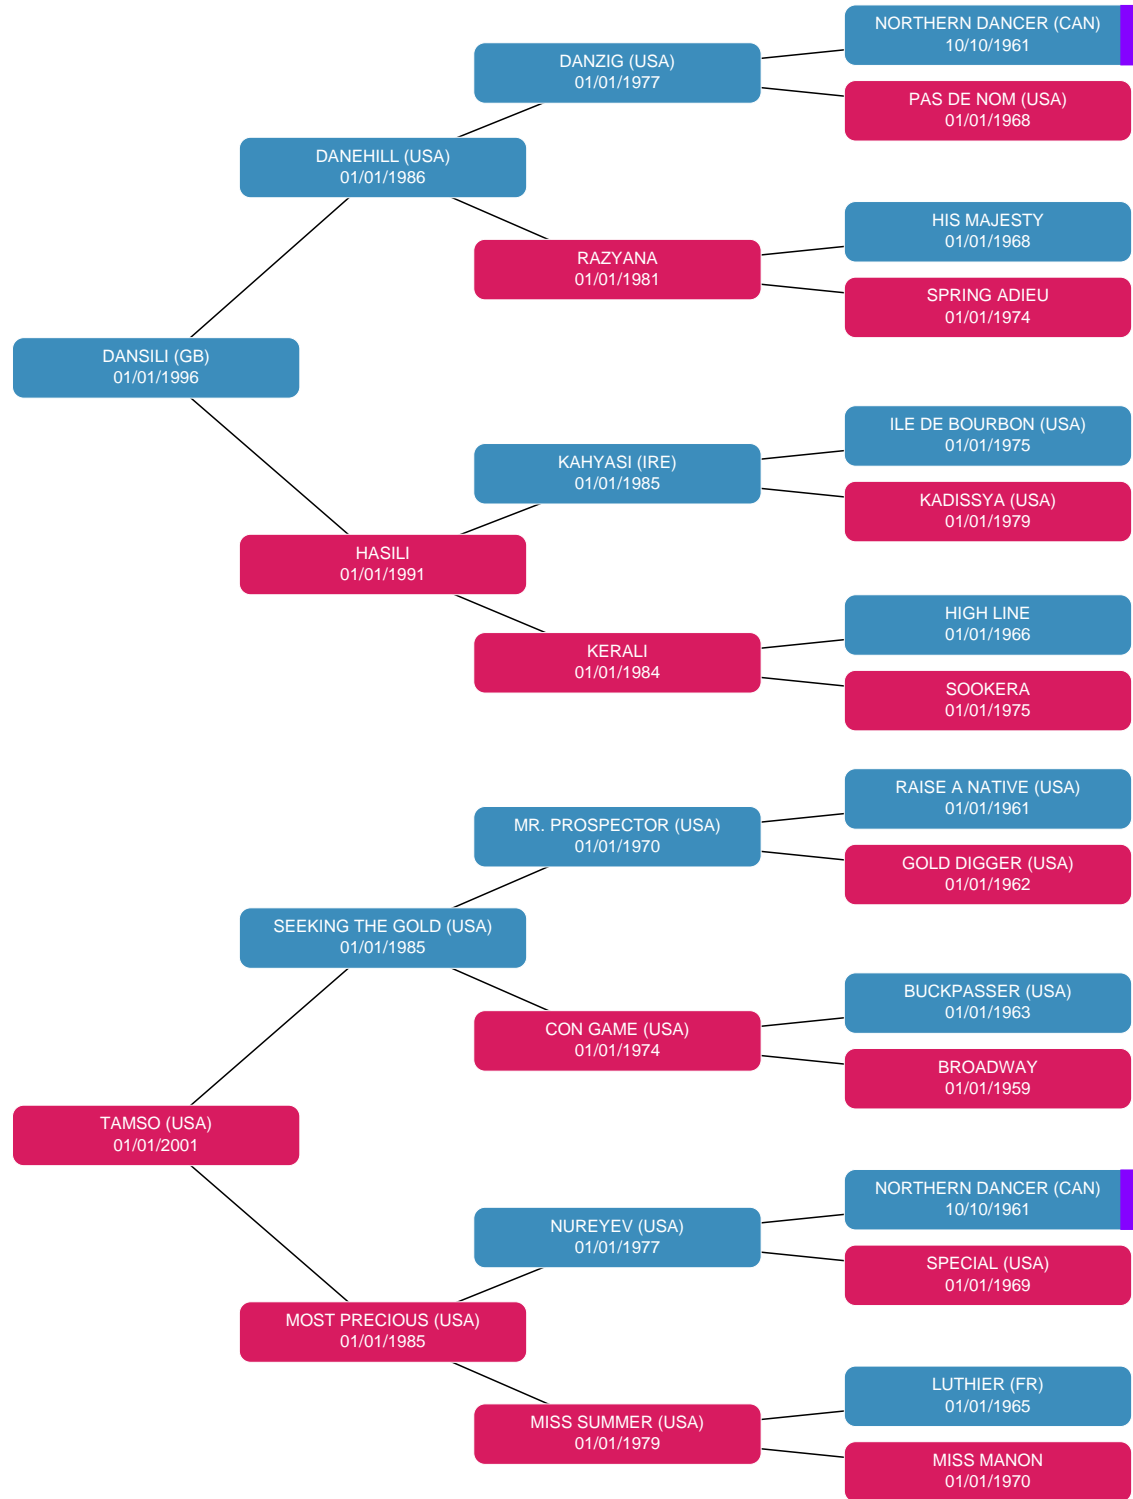 NORTHERN DANCER (CAN)
10/10/1961
DANZIG (USA)
01/01/1977
PAS DE NOM (USA)
01/01/1968
DANEHILL (USA)
01/01/1986
HIS MAJESTY
01/01/1968
RAZYANA
01/01/1981
SPRING ADIEU
01/01/1974
DANSILI (GB)
01/01/1996
ILE DE BOURBON (USA)
01/01/1975
KAHYASI (IRE)
01/01/1985
KADISSYA (USA)
01/01/1979
HASILI
01/01/1991
HIGH LINE
01/01/1966
KERALI
01/01/1984
SOOKERA
01/01/1975
RAISE A NATIVE (USA)
01/01/1961
MR. PROSPECTOR (USA)
01/01/1970
GOLD DIGGER (USA)
01/01/1962
SEEKING THE GOLD (USA)
01/01/1985
BUCKPASSER (USA)
01/01/1963
CON GAME (USA)
01/01/1974
BROADWAY
01/01/1959
TAMSO (USA)
01/01/2001
NORTHERN DANCER (CAN)
10/10/1961
NUREYEV (USA)
01/01/1977
SPECIAL (USA)
01/01/1969
MOST PRECIOUS (USA)
01/01/1985
LUTHIER (FR)
01/01/1965
MISS SUMMER (USA)
01/01/1979
MISS MANON
01/01/1970